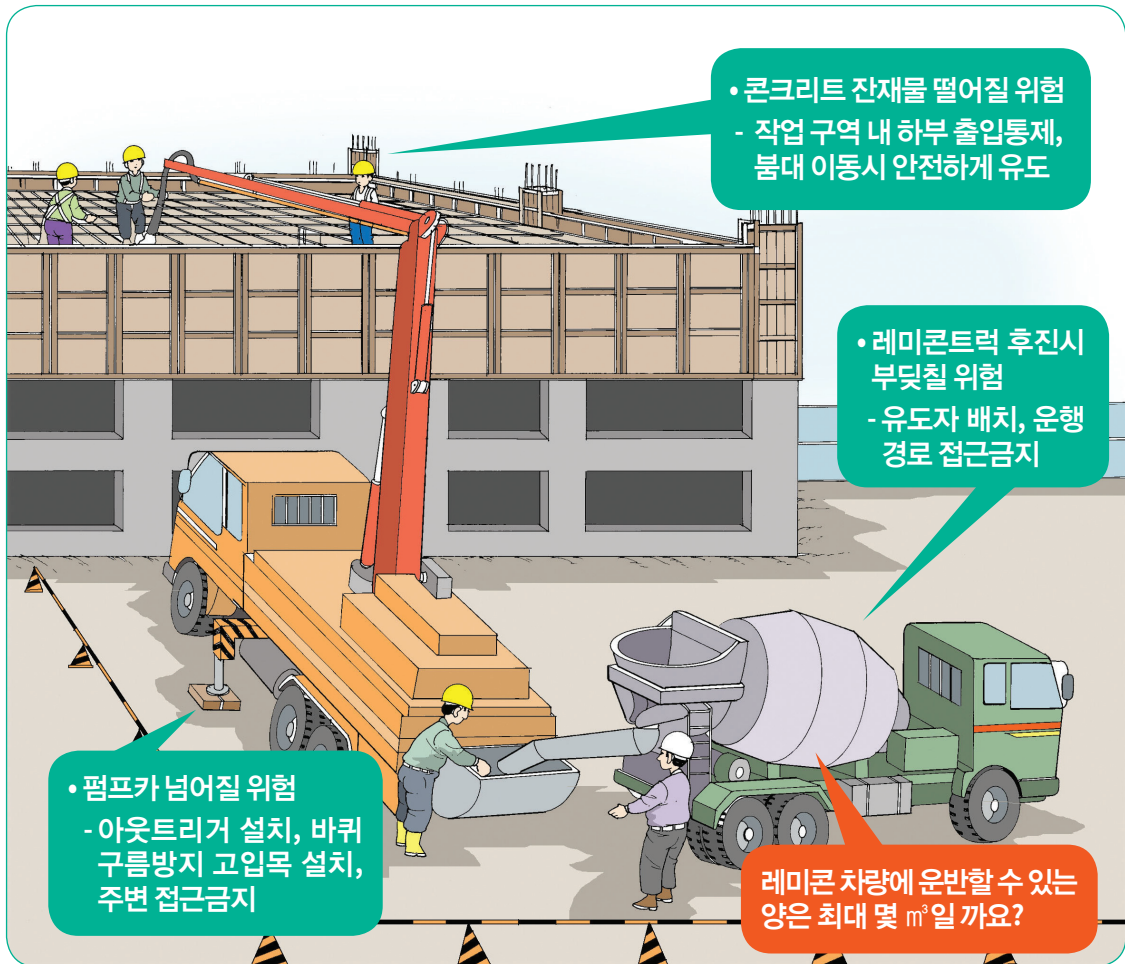 • 콘크리트 잔재물 떨어질 위험
- 작업 구역 내 하부 출입통제,
붐대 이동시 안전하게 유도
• 레미콘트럭 후진시
부딪칠 위험
- 유도자 배치, 운행
경로 접근금지
• 펌프카 넘어질 위험
- 아웃트리거 설치, 바퀴
구름방지 고임목 설치,
주변 접근금지
레미콘 차량에 운반할 수 있는
양은 최대 몇 ㎥일 까요?